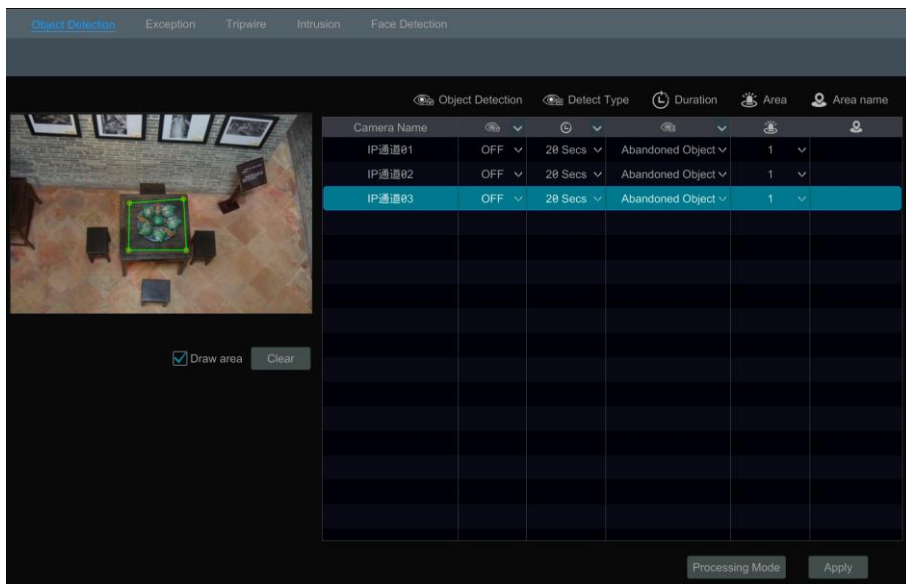 Object Detection Exception Tripwire Intrusion Face Detection
Object Detection Detect Type Duration Area Area name
Camera Name
IP通道01 OFF 20 Secs Abandoned Object 1
IP通道02 OFF 20 Secs Abandoned Object 1
IP通道03 OFF 20 Secs Abandoned Object 1
Draw area Clear
Processing Mode Apply